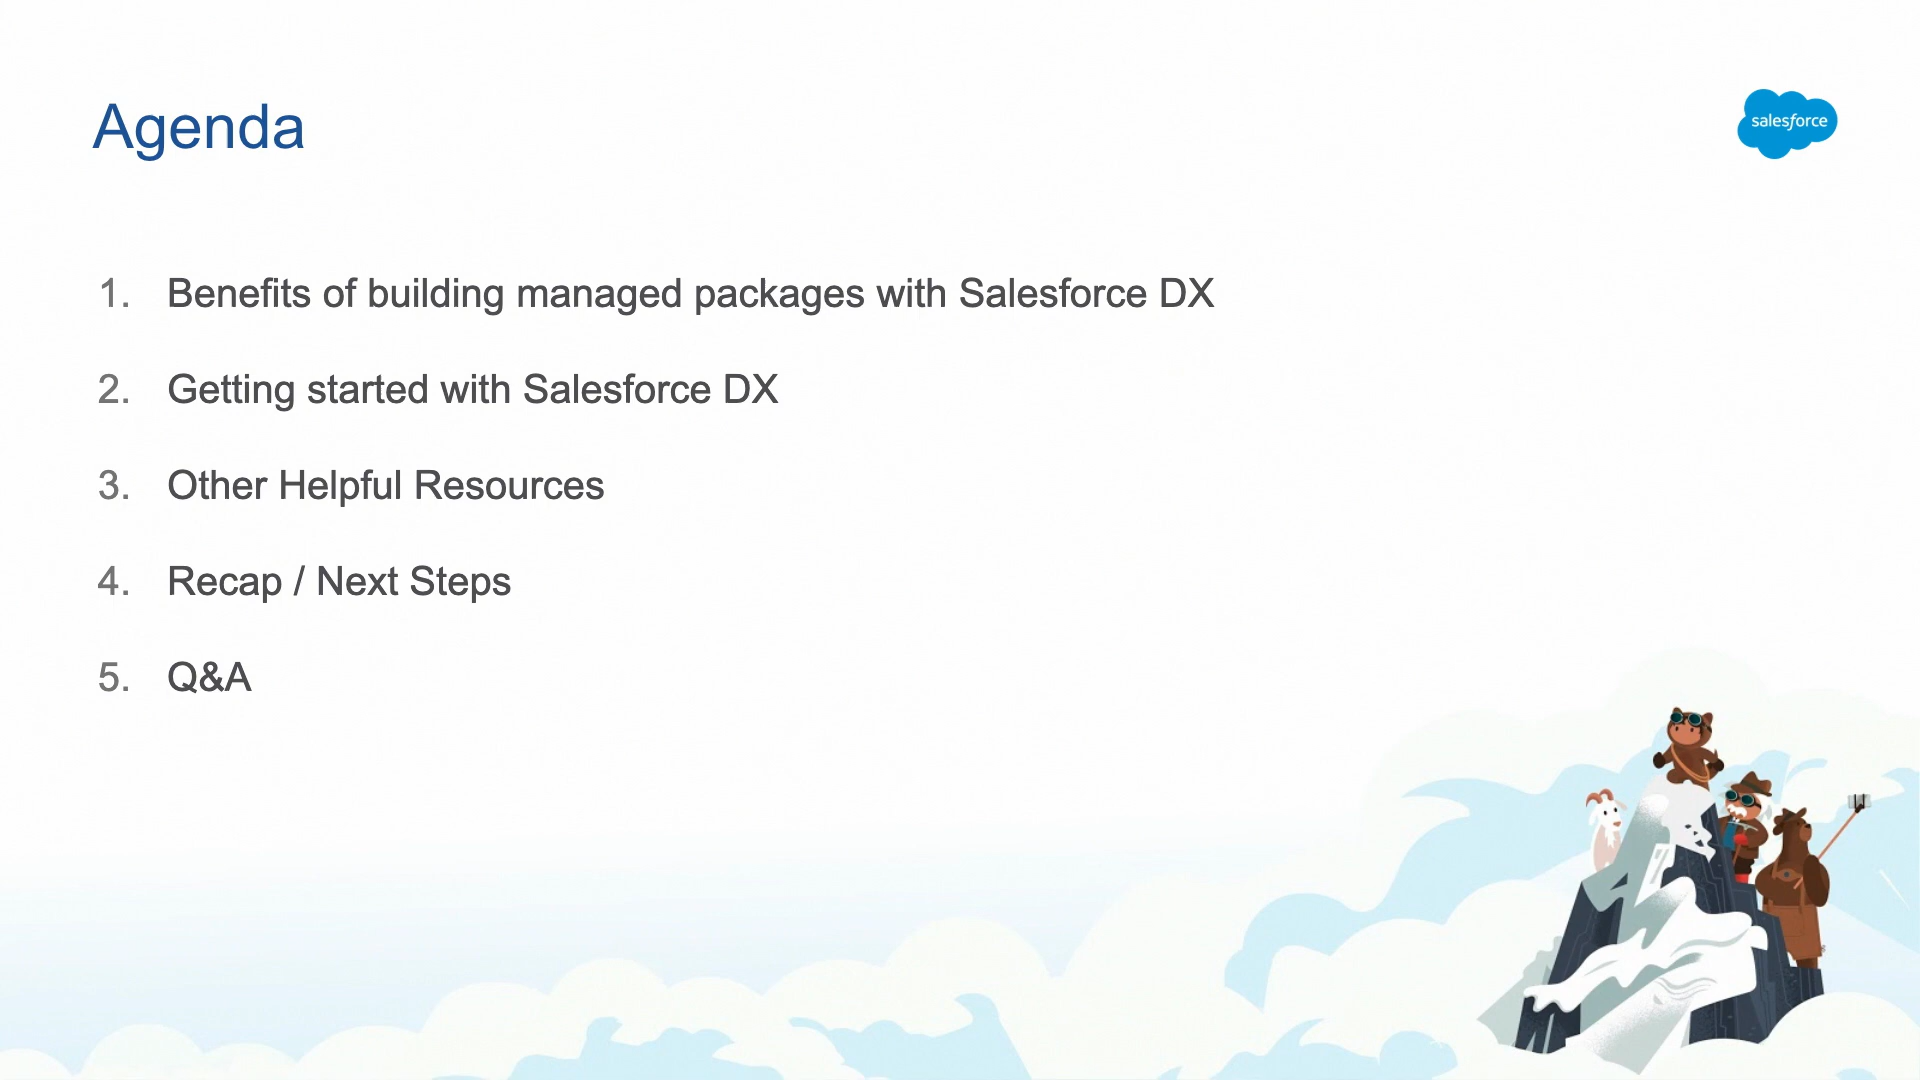 Agenda
salesforce
1. Benefits of building managed packages with Salesforce DX
2. Getting started with Salesforce DX
3. Other Helpful Resources
4. Recap / Next Steps
5. Q&A